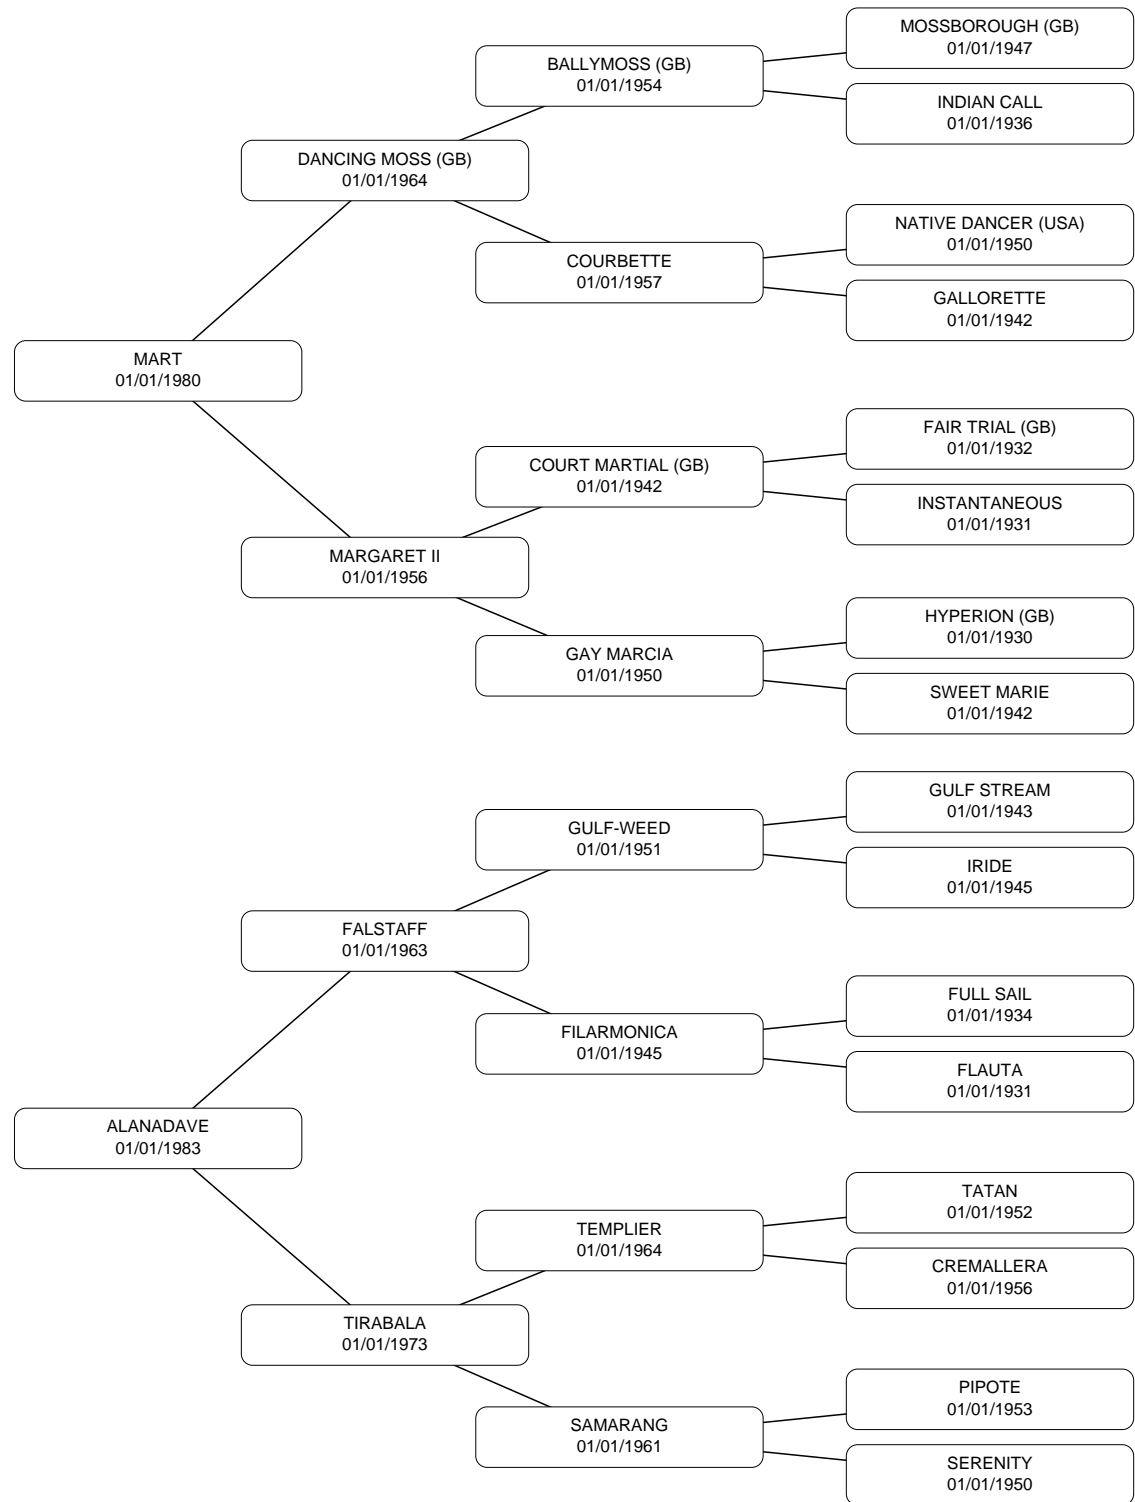 MOSSBOROUGH (GB)
01/01/1947
BALLYMOSS (GB)
01/01/1954
INDIAN CALL
01/01/1936
DANCING MOSS (GB)
01/01/1964
NATIVE DANCER (USA)
01/01/1950
COURBETTE
01/01/1957
GALLORETTE
01/01/1942
MART
01/01/1980
FAIR TRIAL (GB)
01/01/1932
COURT MARTIAL (GB)
01/01/1942
INSTANTANEOUS
01/01/1931
MARGARET II
01/01/1956
HYPERION (GB)
01/01/1930
GAY MARCIA
01/01/1950
SWEET MARIE
01/01/1942
GULF STREAM
01/01/1943
GULF-WEED
01/01/1951
IRIDE
01/01/1945
FALSTAFF
01/01/1963
FULL SAIL
01/01/1934
FILARMONICA
01/01/1945
FLAUTA
01/01/1931
ALANADAVE
01/01/1983
TATAN
01/01/1952
TEMPLIER
01/01/1964
CREMALLERA
01/01/1956
TIRABALA
01/01/1973
PIPOTE
01/01/1953
SAMARANG
01/01/1961
SERENITY
01/01/1950